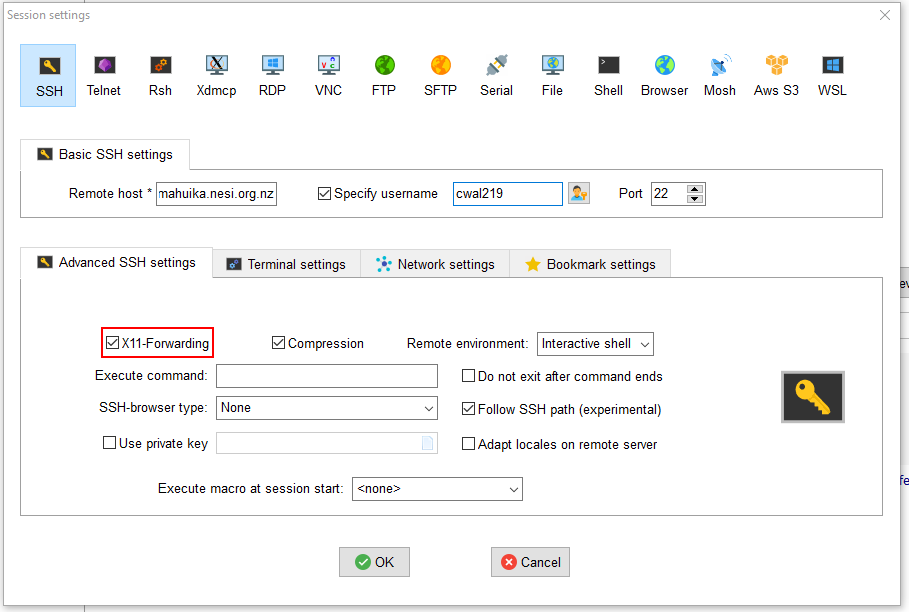 Session settings
SSH Telnet Rsh Xdmcp RDP VNC FTP SFTP Serial File Shell Browser Mosh Aws S3 WSL
Basic SSH settings
Remote host * mahuika.nesi.org.nz Specify username cwal219 Port 22
Advanced SSH settings Terminal settings Network settings Bookmark settings
X11-Forwarding Compression Remote environment: Interactive shell
Execute command: Do not exit after command ends
SSH-browser type: None Follow SSH path (experimental)
Use private key Adapt locales on remote server
Execute macro at session start: <none>
OK Cancel